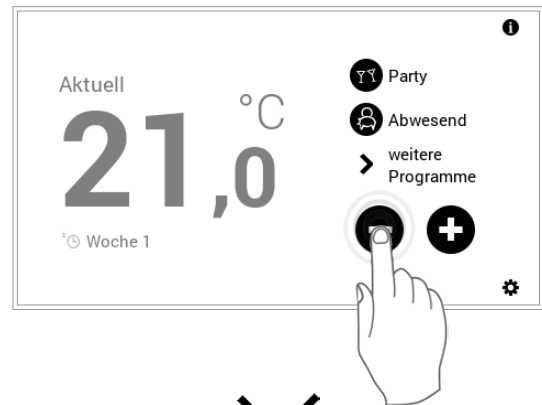 Aktuell
21,0 °C
Woche 1
Party
Abwesend
weitere
Programme